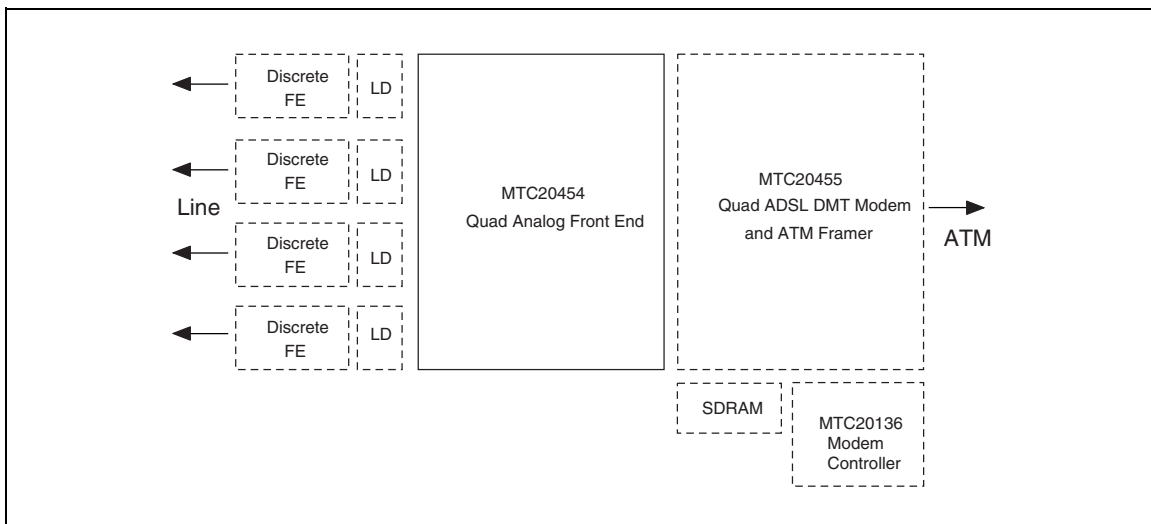 Discrete
FE
LD
Discrete
FE
LD
Line
Discrete
FE
LD
Discrete
FE
LD
MTC20454
Quad Analog Front End
MTC20455
Quad ADSL DMT Modem
and ATM Framer
ATM
SDRAM
MTC20136
Modem
Controller